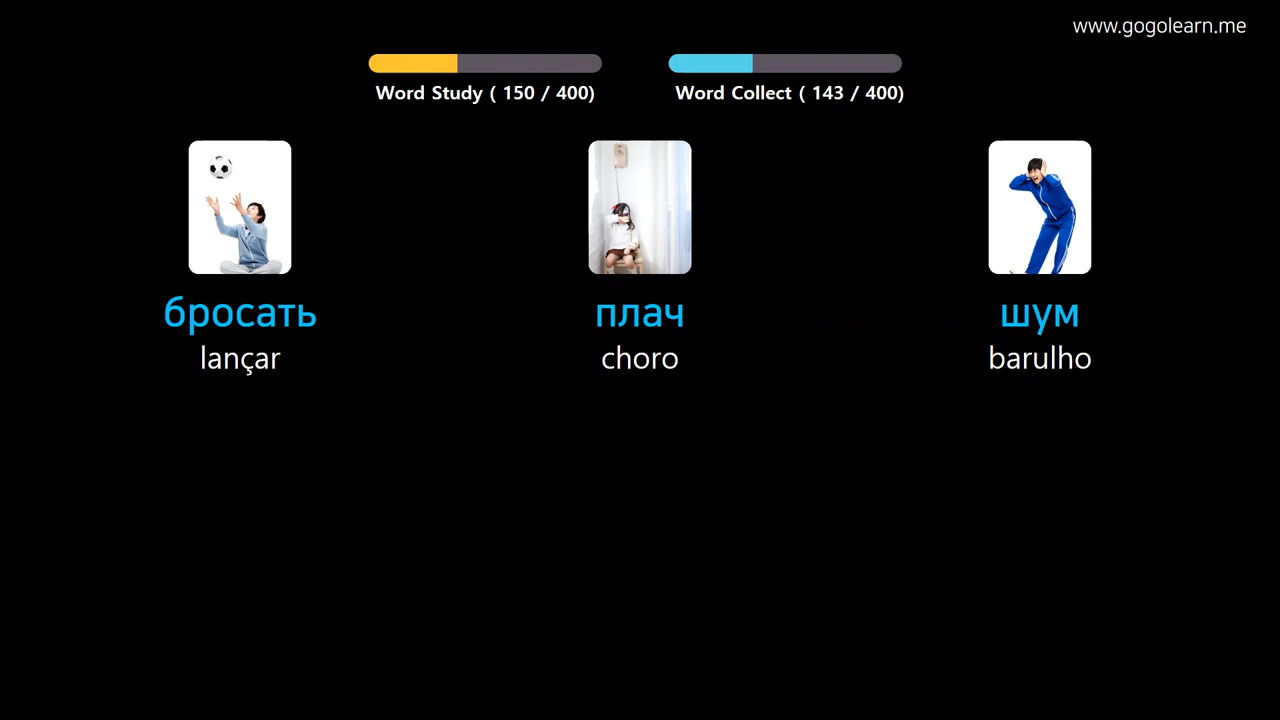 www.gogolearn.me
Word Study ( 150 / 400)
Word Collect ( 143 / 400)
бросать
lançar
плач
choro
шум
barulho